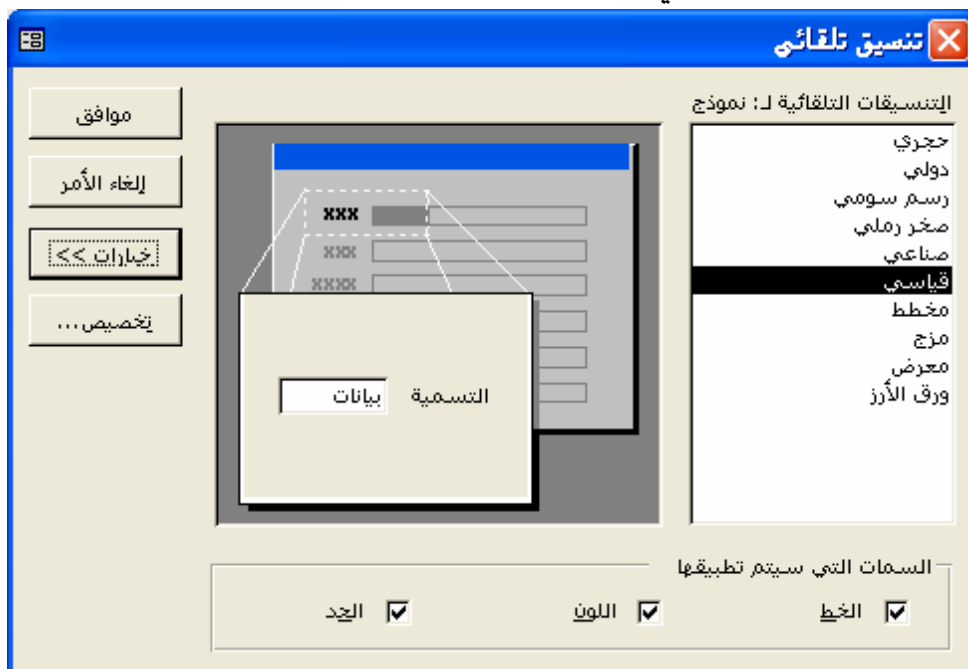 تنسيق تلقائي
التنسيقات التلقائية لـ: نموذج
حجري
دولي
رسم سومي
صخر رملي
صناعي
قياسي
مخطط
مزج
معرض
ورق الأرز
xxx
xxx
xxxx
التسمية بيانات
موافق
إلغاء الأمر
خيارات >>
تخصيص...
السمات التي سيتم تطبيقها
الخط اللون الحد